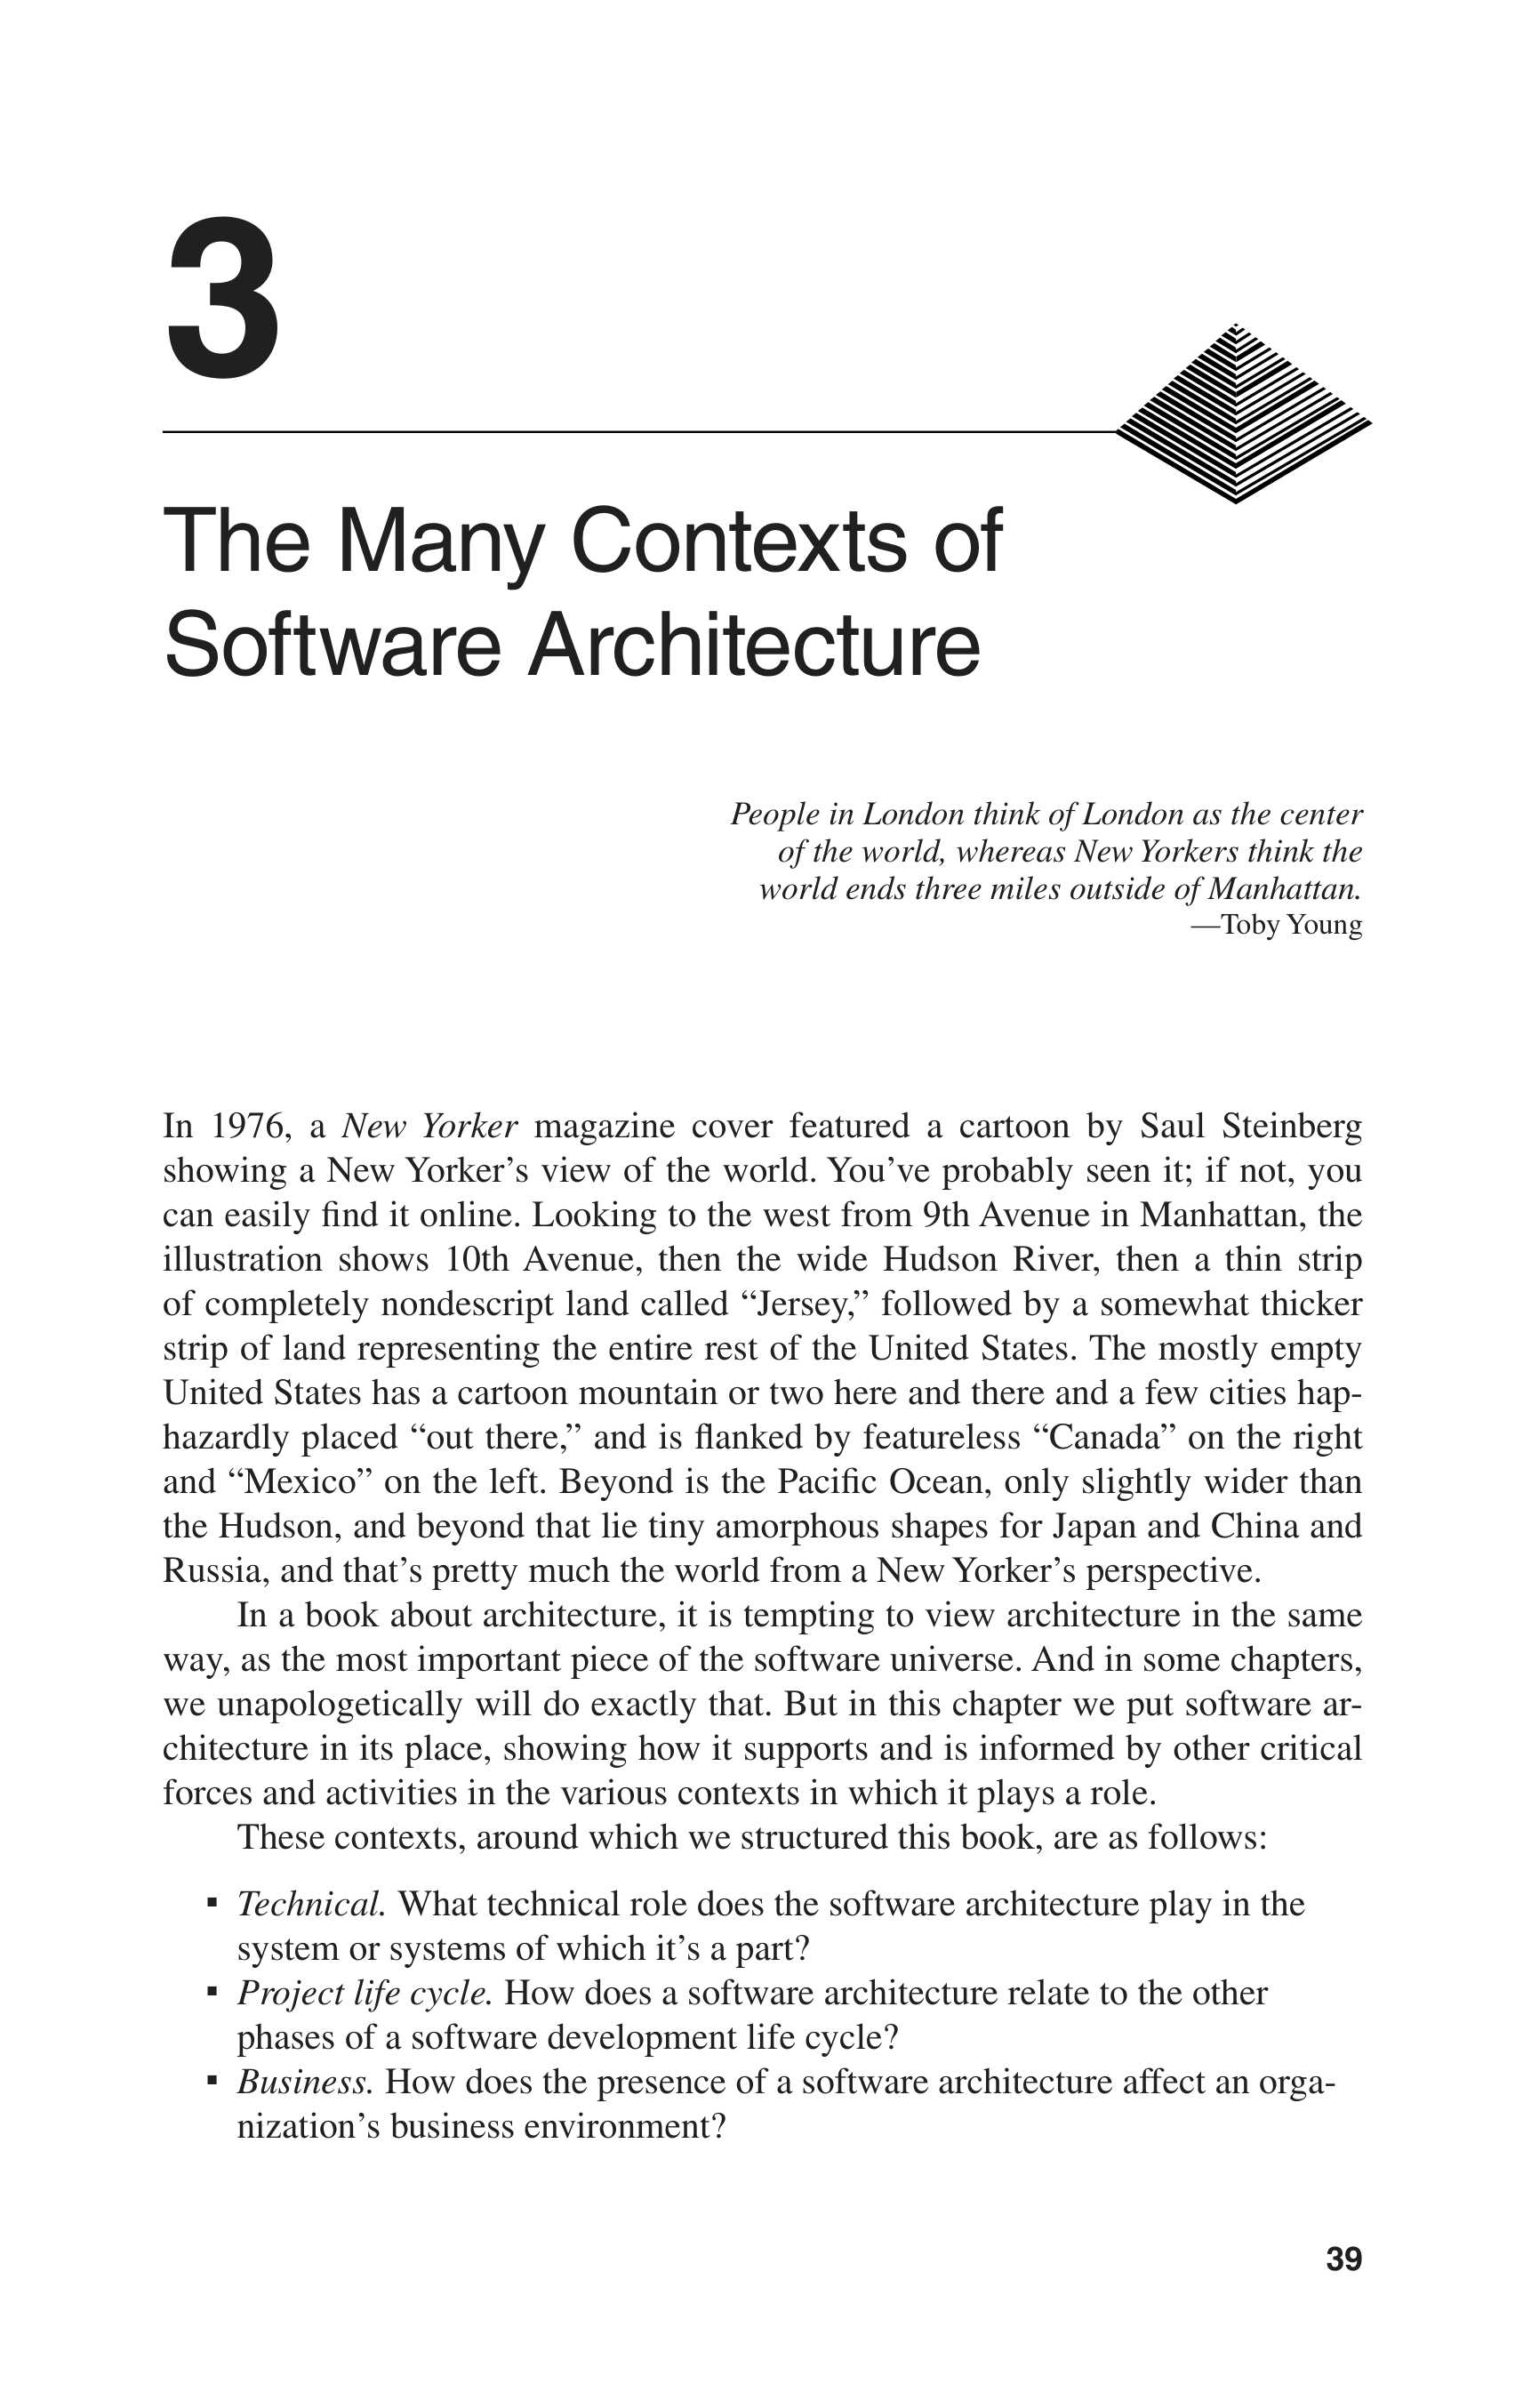 3
The Many Contexts of
Software Architecture
People in London think of London as the center
of the world, whereas New Yorkers think the
world ends three miles outside of Manhattan.
—Toby Young
In 1976, a New Yorker magazine cover featured a cartoon by Saul Steinberg
showing a New Yorker’s view of the world. You’ve probably seen it; if not, you
can easily find it online. Looking to the west from 9th Avenue in Manhattan, the
illustration shows 10th Avenue, then the wide Hudson River, then a thin strip
of completely nondescript land called “Jersey,” followed by a somewhat thicker
strip of land representing the entire rest of the United States. The mostly empty
United States has a cartoon mountain or two here and there and a few cities hap-
hazardly placed “out there,” and is flanked by featureless “Canada” on the right
and “Mexico” on the left. Beyond is the Pacific Ocean, only slightly wider than
the Hudson, and beyond that lie tiny amorphous shapes for Japan and China and
Russia, and that’s pretty much the world from a New Yorker’s perspective.
In a book about architecture, it is tempting to view architecture in the same
way, as the most important piece of the software universe. And in some chapters,
we unapologetically will do exactly that. But in this chapter we put software ar-
chitecture in its place, showing how it supports and is informed by other critical
forces and activities in the various contexts in which it plays a role.
These contexts, around which we structured this book, are as follows:
▪ Technical. What technical role does the software architecture play in the
system or systems of which it’s a part?
▪ Project life cycle. How does a software architecture relate to the other
phases of a software development life cycle?
▪ Business. How does the presence of a software architecture affect an orga-
nization’s business environment?
39